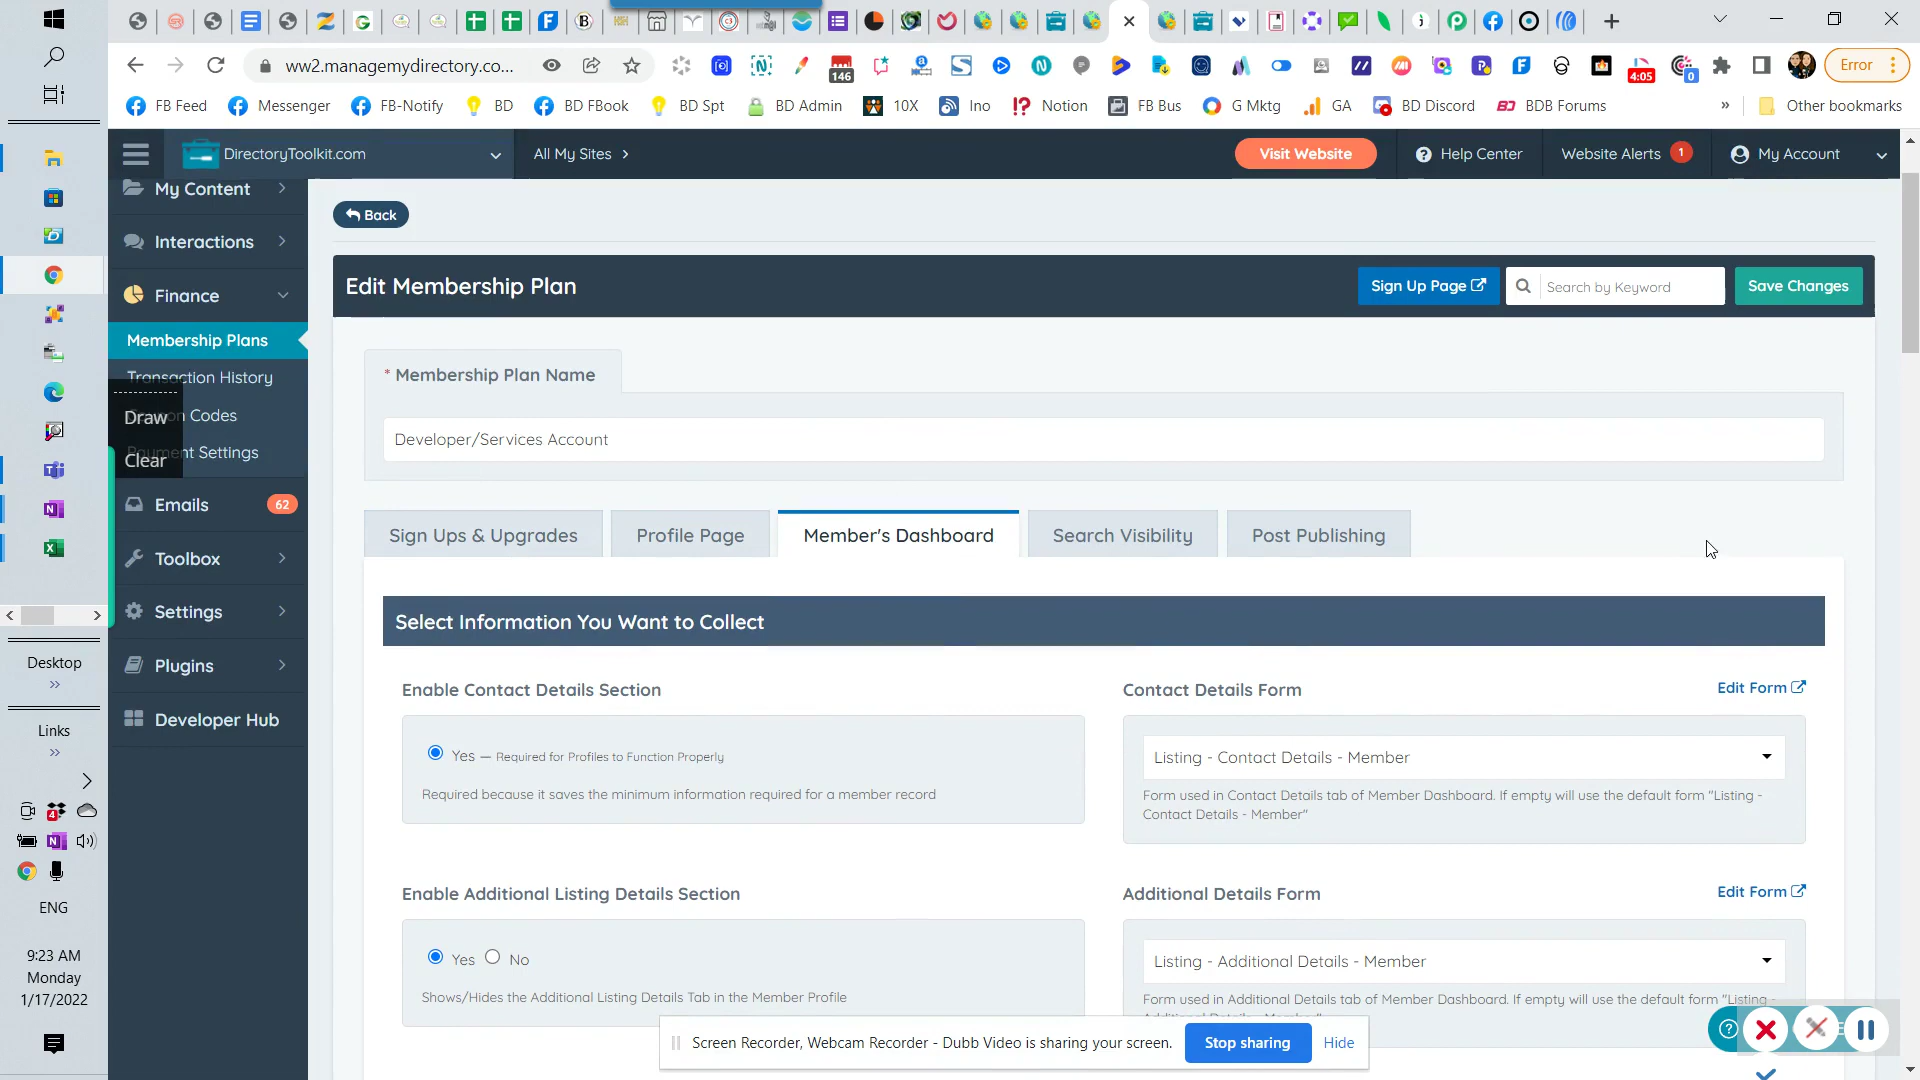 ww2.managemydirectory.co...
146
4:05
0
Error
FB Feed
Messenger
FB-Notify
BD
BD FBook
BD Spt
BD Admin
10X
Ino
Notion
FB Bus
G Mktg
GA
BD Discord
BDB Forums
»
Other bookmarks
DirectoryToolkit.com
All My Sites
Visit Website
Help Center
Website Alerts 1
My Account
My Content
Interactions
Finance
Membership Plans
Transaction History
Codes
Payment Settings
Draw
Clear
Emails 62
Toolbox
Settings
Plugins
Developer Hub
Back
Edit Membership Plan
Sign Up Page
Search by Keyword
Save Changes
* Membership Plan Name
Developer/Services Account
Sign Ups & Upgrades
Profile Page
Member's Dashboard
Search Visibility
Post Publishing
Select Information You Want to Collect
Enable Contact Details Section
Yes — Required for Profiles to Function Properly
Required because it saves the minimum information required for a member record
Contact Details Form
Edit Form
Listing - Contact Details - Member
Form used in Contact Details tab of Member Dashboard. If empty will use the default form "Listing -
Contact Details - Member"
Enable Additional Listing Details Section
Yes No
Shows/Hides the Additional Listing Details Tab in the Member Profile
Additional Details Form
Edit Form
Listing - Additional Details - Member
Form used in Additional Details tab of Member Dashboard. If empty will use the default form "Listing -
Screen Recorder, Webcam Recorder - Dubb Video is sharing your screen.
Stop sharing
Hide
Desktop
»
Links
»
4
ENG
9:23 AM
Monday
1/17/2022